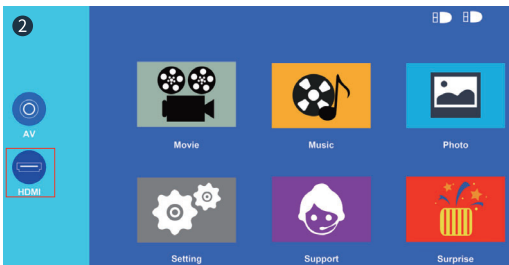 2
AV
HDMI
Movie
Music
Photo
Setting
Support
Surprise